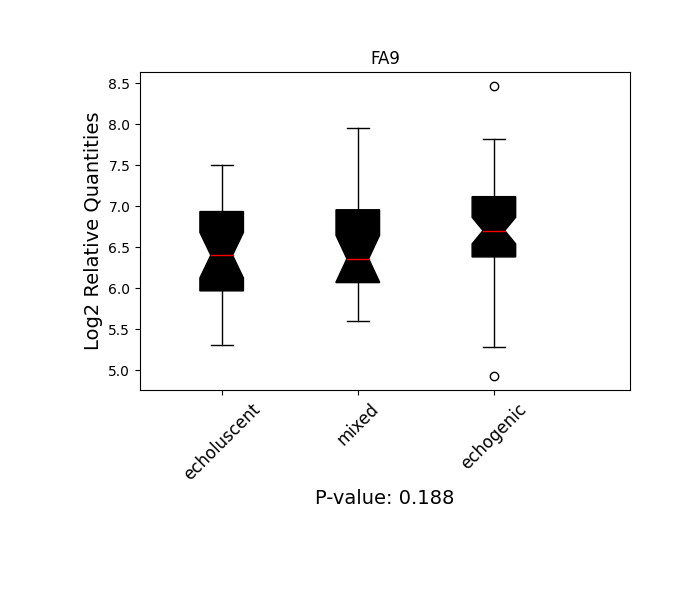 FA9
Log2 Relative Quantities
8.5
8.0
7.5
7.0
6.5
6.0
5.5
5.0
echoluscent
mixed
echogenic
P-value: 0.188